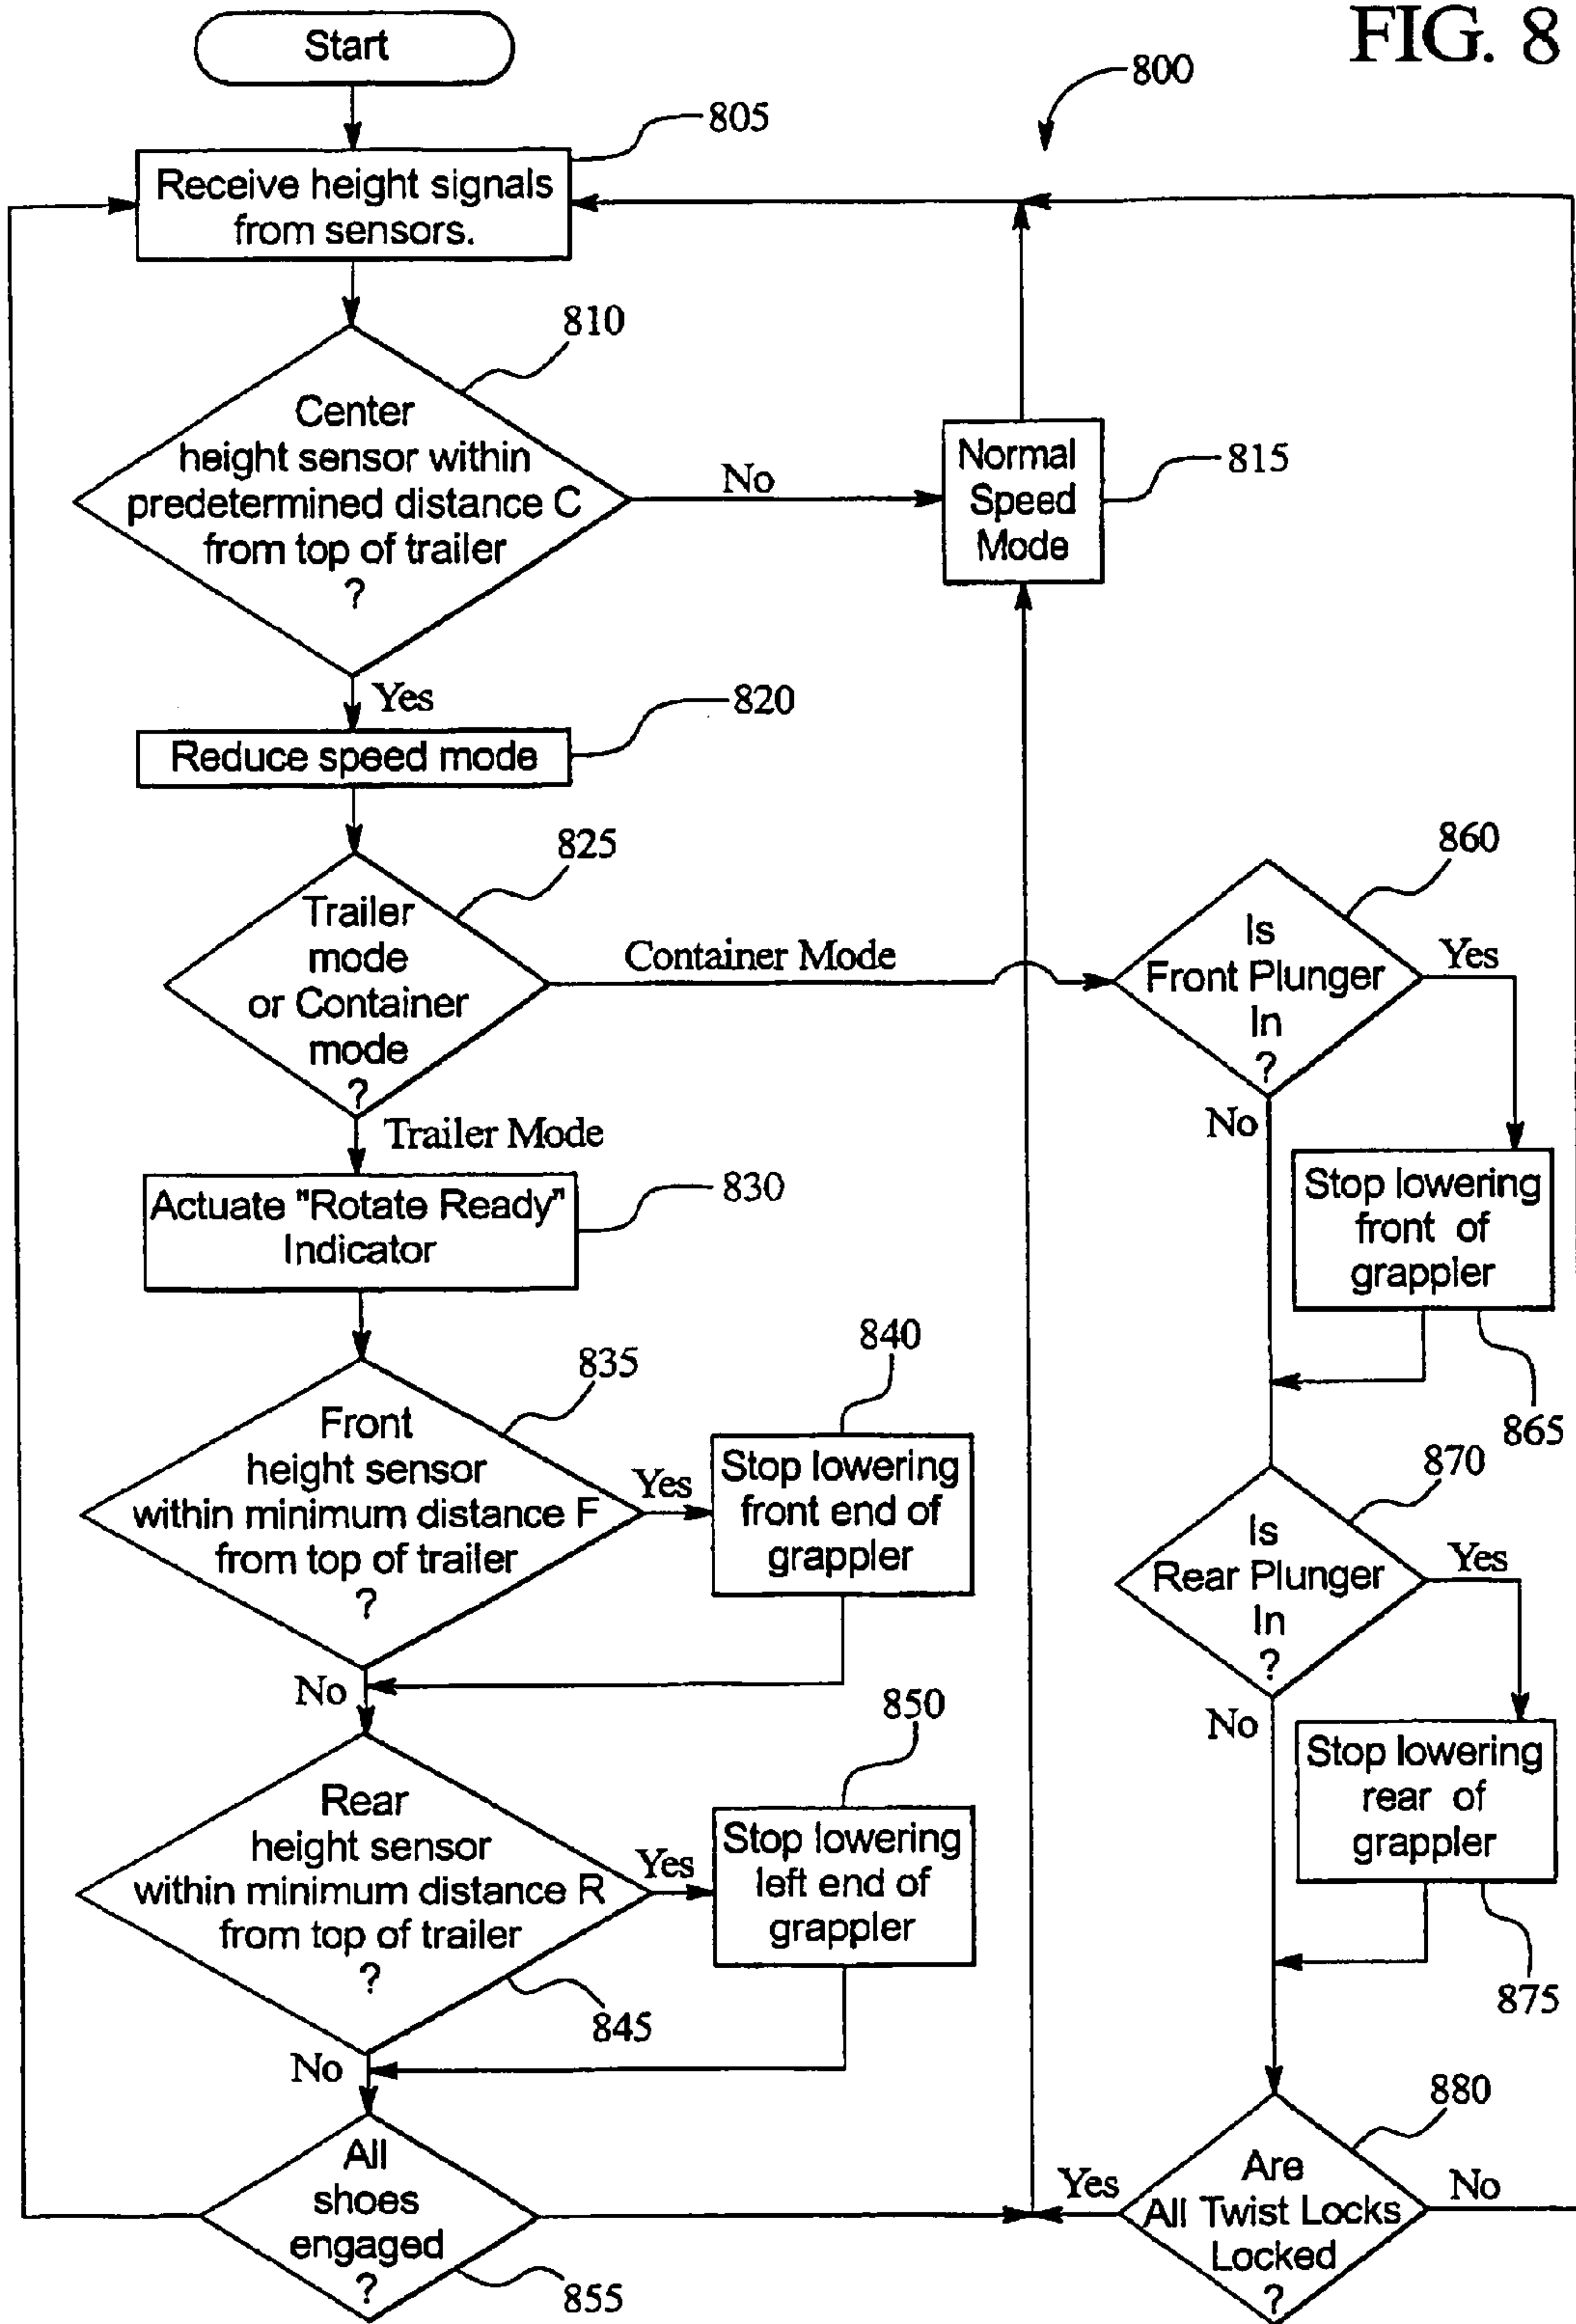 FIG. 8
800
Start
805
Receive height signals
from sensors.
810
Center
height sensor within
predetermined distance C
from top of trailer
?
No
Normal
Speed
Mode
815
Yes
820
Reduce speed mode
825
Trailer
mode
or Container
mode
?
Container Mode
860
Is
Front Plunger
In
?
Yes
No
Trailer Mode
Actuate "Rotate Ready"
Indicator
830
Stop lowering
front of
grappler
865
835
Front
height sensor
within minimum distance F
from top of trailer
?
Yes
840
Stop lowering
front end of
grappler
No
870
Is
Rear Plunger
In
?
Yes
No
Stop lowering
rear of
grappler
875
Rear
height sensor
within minimum distance R
from top of trailer
?
845
Yes
850
Stop lowering
left end of
grappler
No
All
shoes
engaged
?
855
880
Are
All Twist Locks
Locked
?
Yes
No